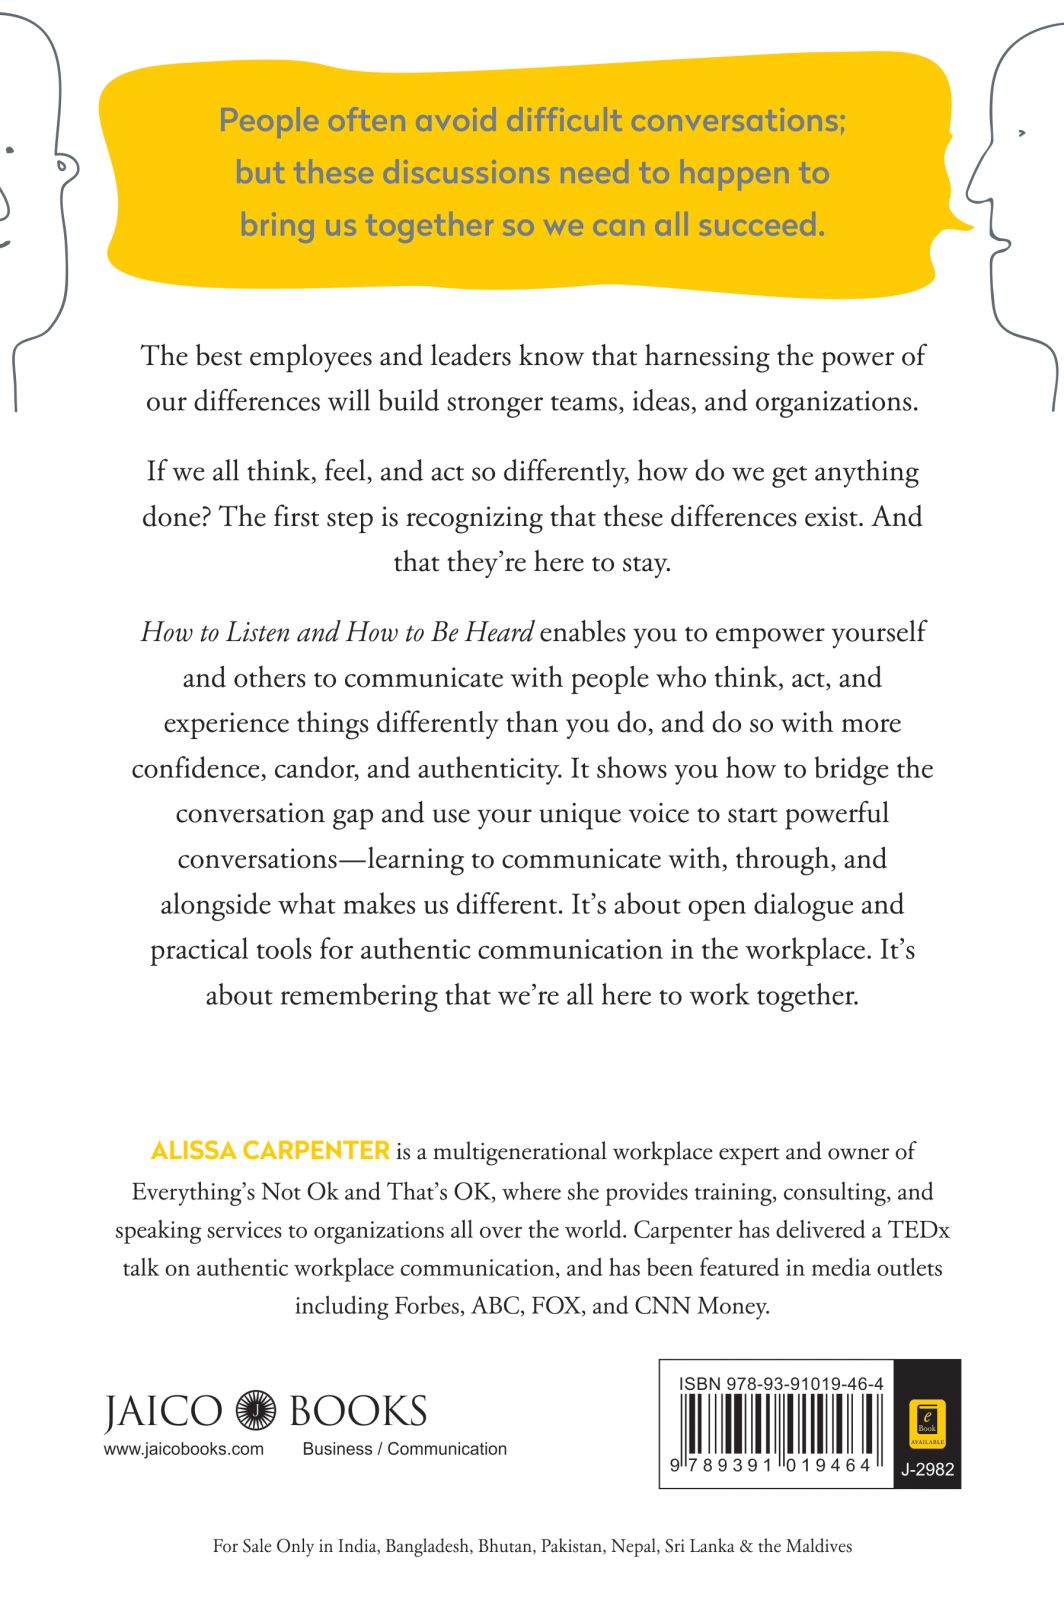 People often avoid difficult conversations;
but these discussions need to happen to
bring us together so we can all succeed.
The best employees and leaders know that harnessing the power of
our differences will build stronger teams, ideas, and organizations.
If we all think, feel, and act so differently, how do we get anything
done? The first step is recognizing that these differences exist. And
that they’re here to stay.
How to Listen and How to Be Heard enables you to empower yourself
and others to communicate with people who think, act, and
experience things differently than you do, and do so with more
confidence, candor, and authenticity. It shows you how to bridge the
conversation gap and use your unique voice to start powerful
conversations—learning to communicate with, through, and
alongside what makes us different. It’s about open dialogue and
practical tools for authentic communication in the workplace. It’s
about remembering that we’re all here to work together.
ALISSA CARPENTER is a multigenerational workplace expert and owner of
Everything’s Not Ok and That’s OK, where she provides training, consulting, and
speaking services to organizations all over the world. Carpenter has delivered a TEDx
talk on authentic workplace communication, and has been featured in media outlets
including Forbes, ABC, FOX, and CNN Money.
JAICO J BOOKS
www.jaicobooks.com Business / Communication
ISBN 978-93-91019-46-4
9 789391 019464
e
Book
AVAILABLE
J-2982
For Sale Only in India, Bangladesh, Bhutan, Pakistan, Nepal, Sri Lanka & the Maldives